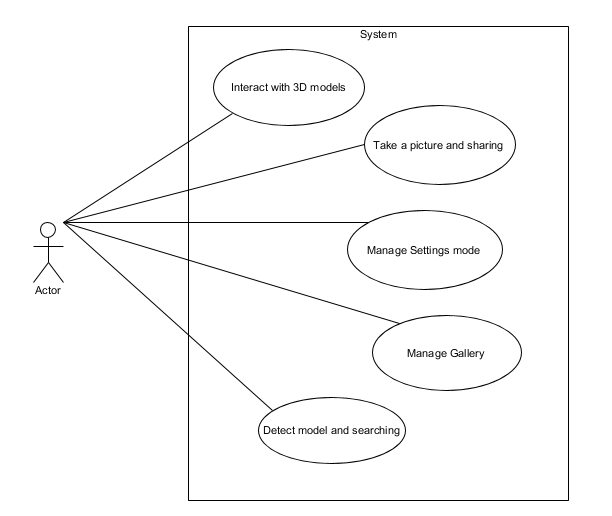 System
Interact with 3D models
Take a picture and sharing
Manage Settings mode
Actor
Manage Gallery
Detect model and searching